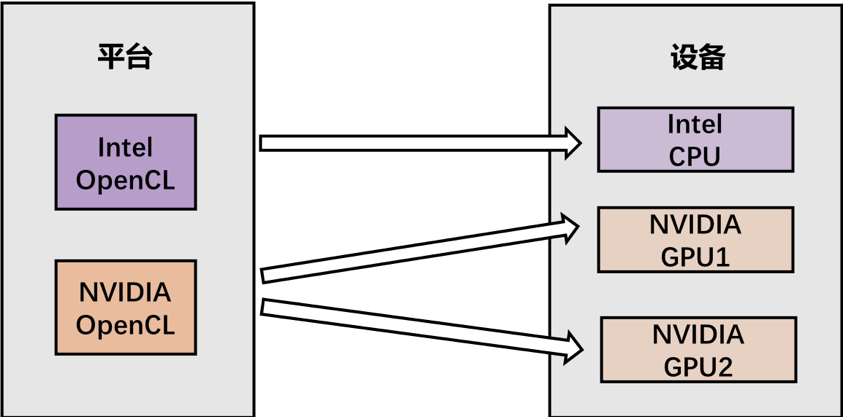 平台
Intel
OpenCL
NVIDIA
OpenCL
设备
Intel
CPU
NVIDIA
GPU1
NVIDIA
GPU2